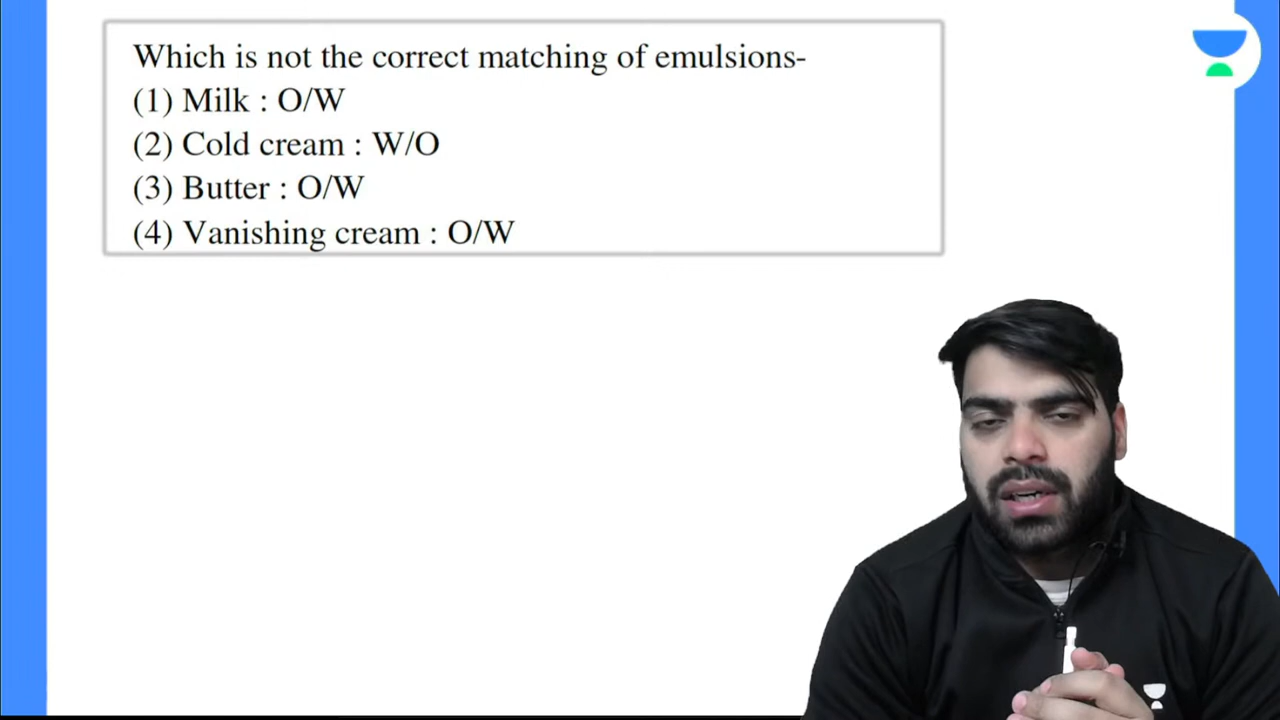 Which is not the correct matching of emulsions-
(1) Milk : O/W
(2) Cold cream : W/O
(3) Butter : O/W
(4) Vanishing cream : O/W